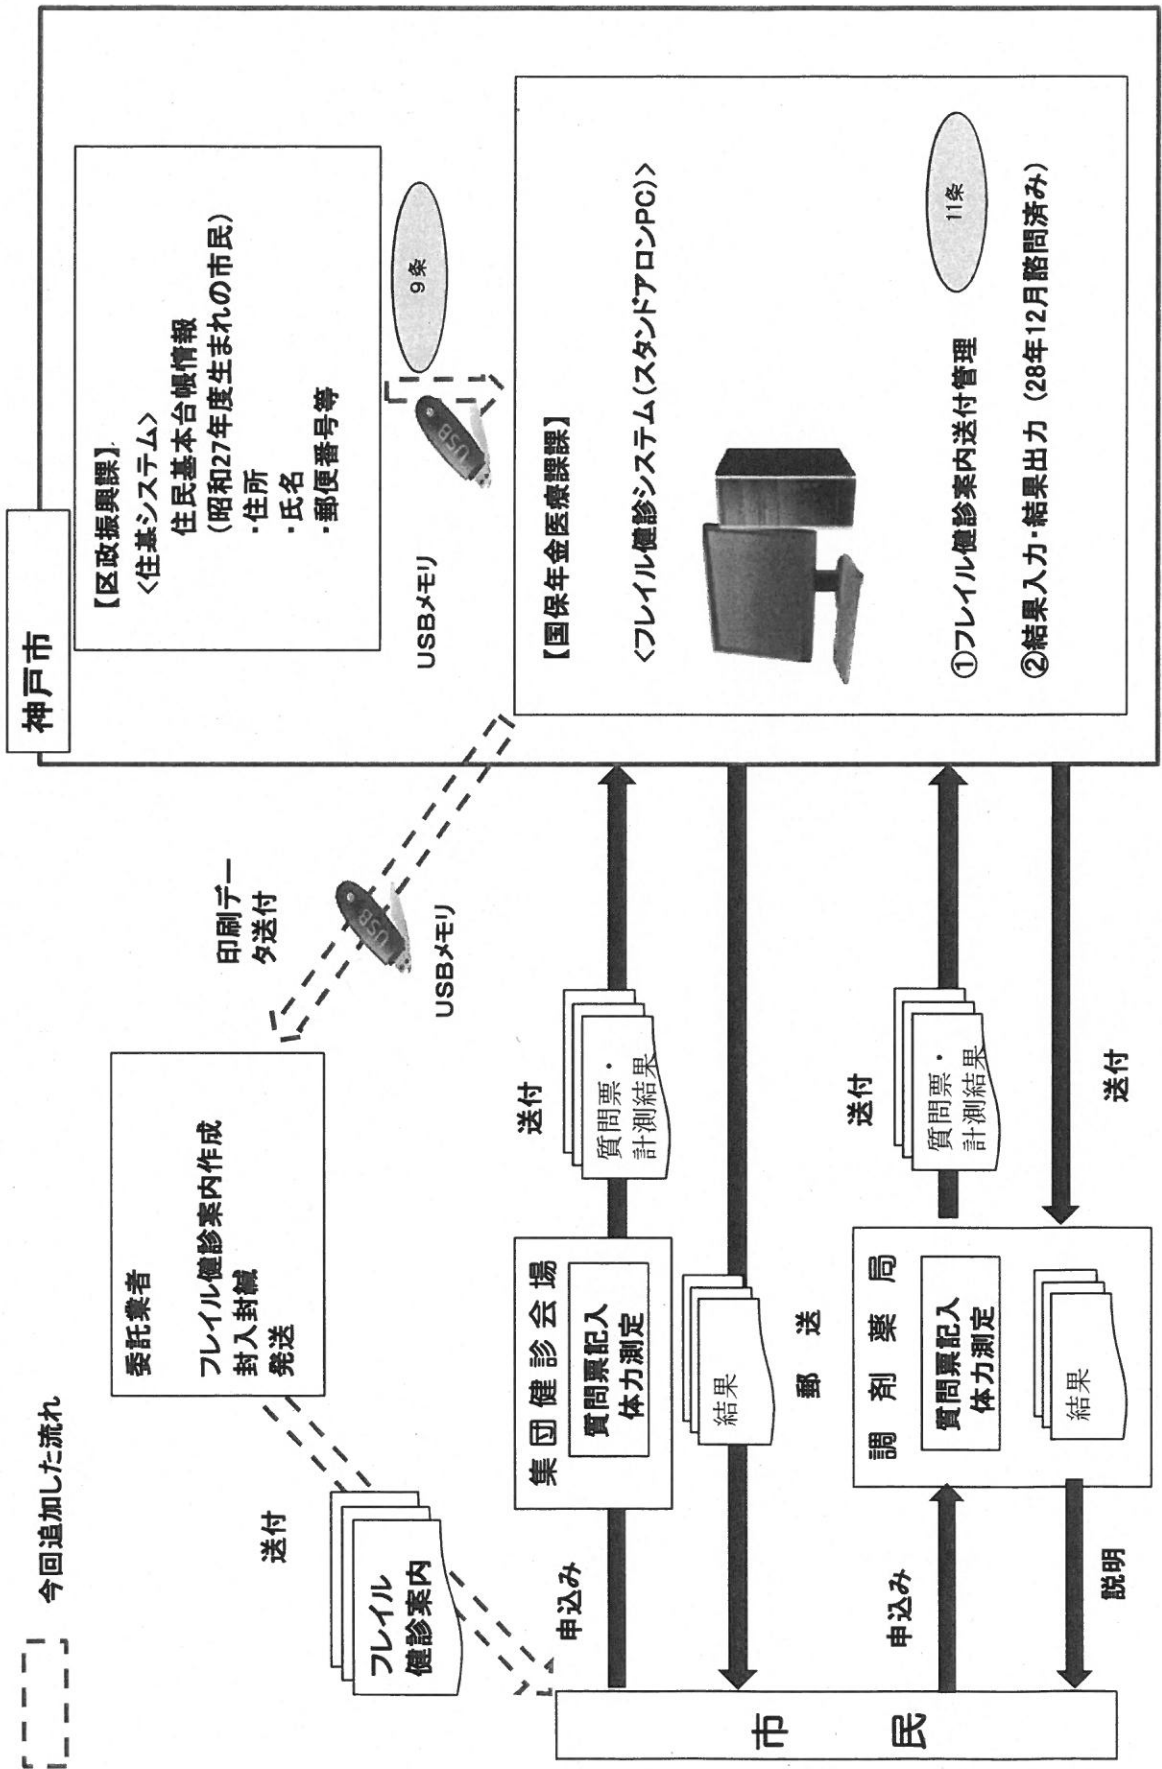 今回追加した流れ
神戸市
【区政振興課】
<住基システム>
住民基本台帳情報
(昭和27年度生まれの市民)
・住所
・氏名
・郵便番号等
9条
USB
USBメモリ
【国保年金医療課課】
<フレイル健診システム(スタンドアロンPC)>
①フレイル健診案内送付管理
11条
②結果入力・結果出力 (28年12月諮問済み)
印刷デー
タ送付
USB
USBメモリ
委託業者
フレイル健診案内作成
封入封緘
発送
送付
フレイル
健診案内
市民
申込み
集団健診会場
質問票記入
体力測定
送付
質問票・
計測結果
結果
郵送
申込み
調剤薬局
質問票記入
体力測定
送付
質問票・
計測結果
結果
送付
説明